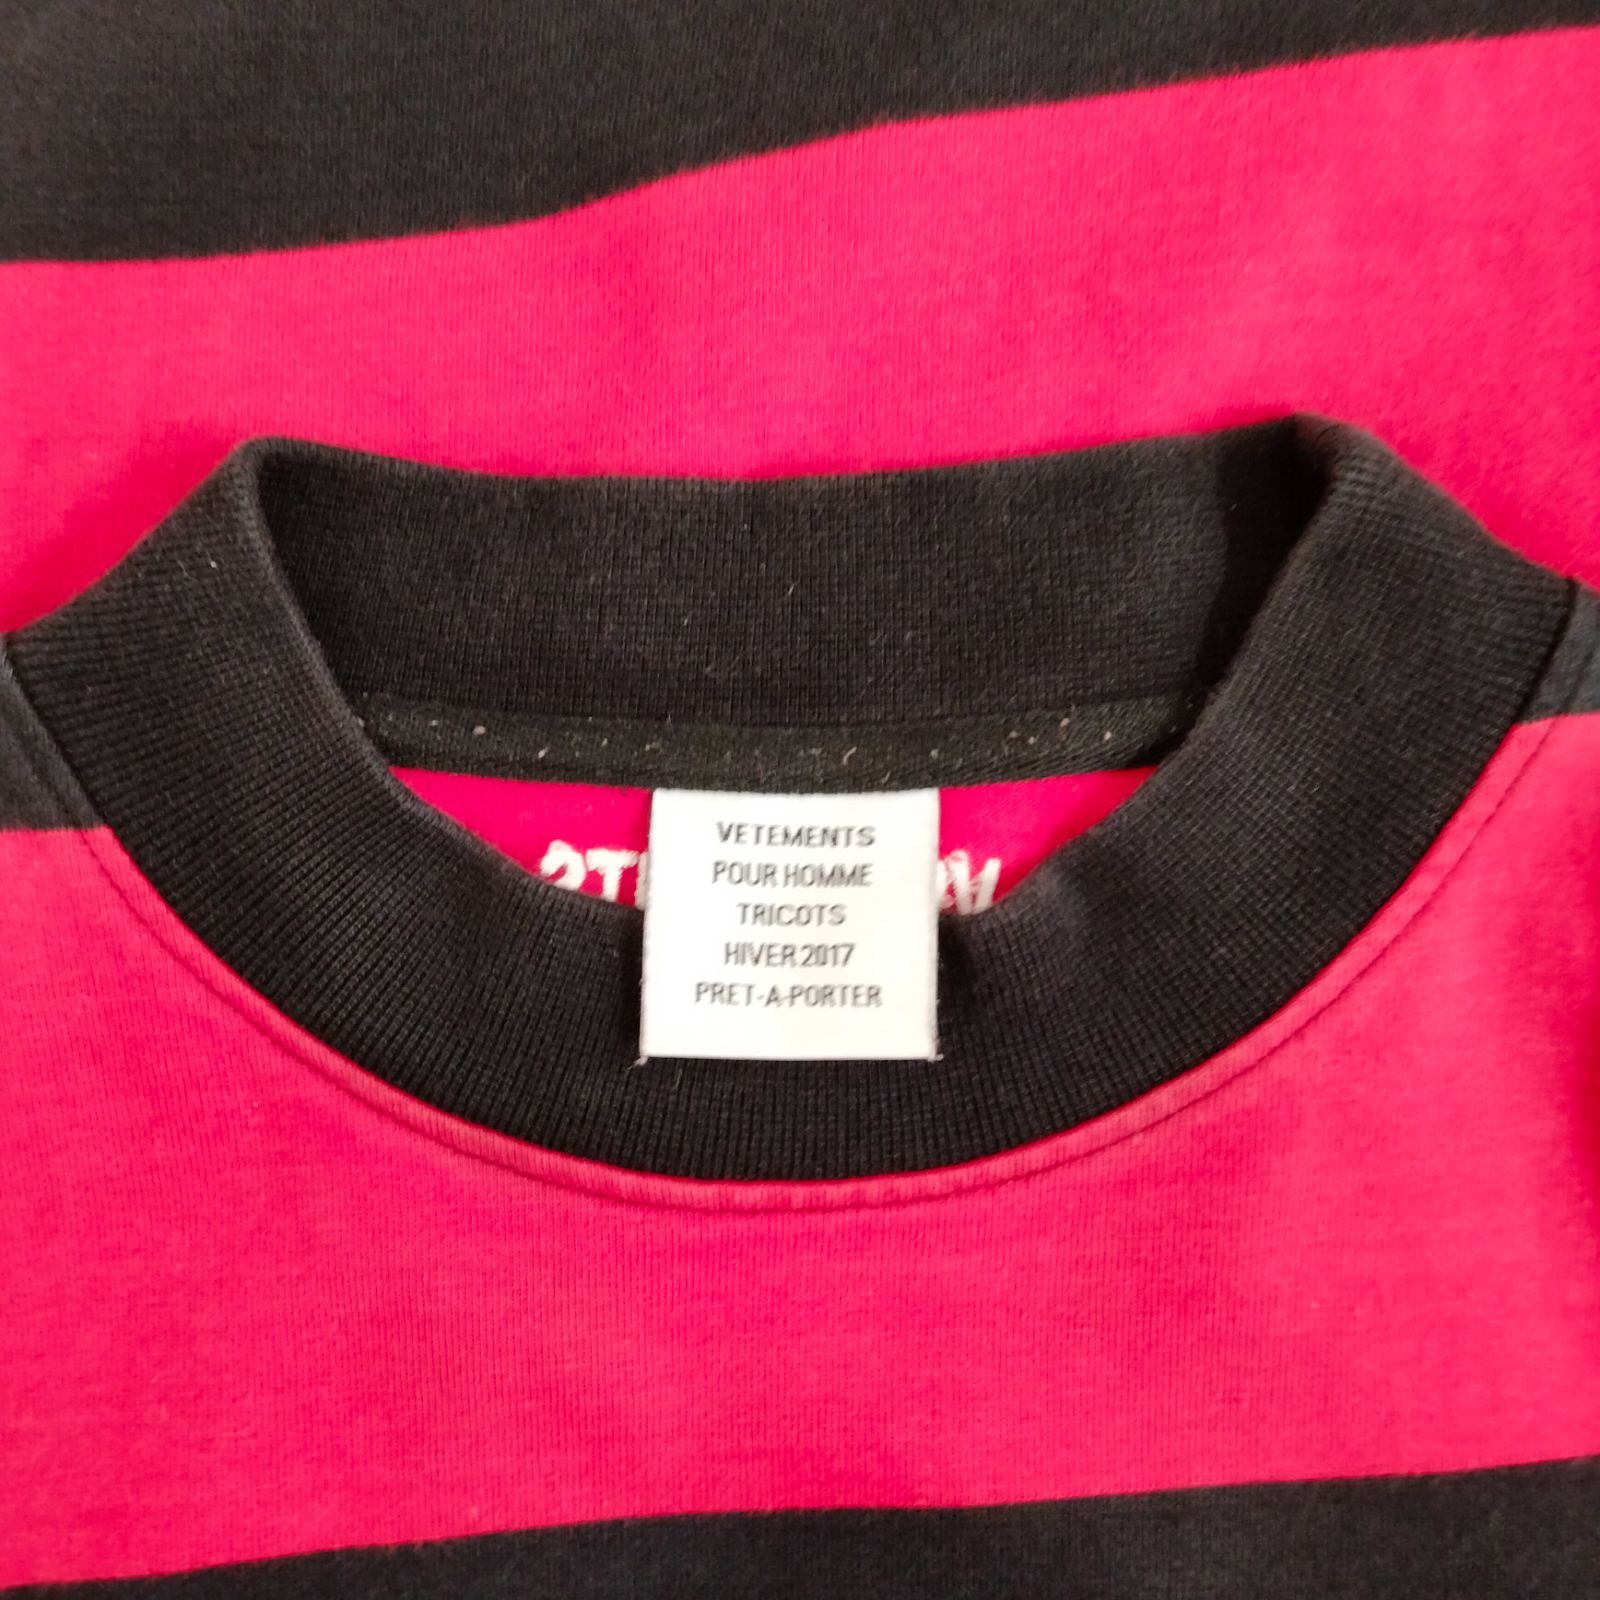 VETEMENTS
POUR HOMME
TRICOTS
HIVER 2017
PRET-A-PORTER